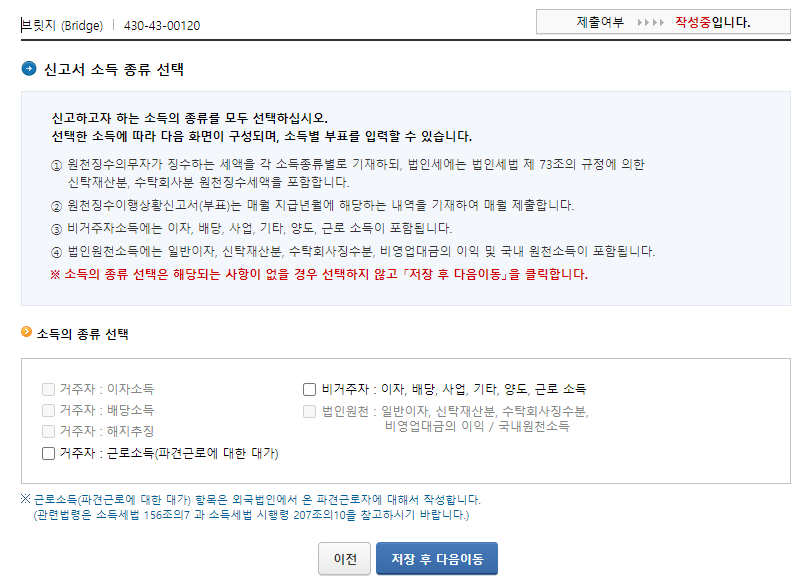 브릿지 (Bridge) | 430-43-00120
제출여부 >>>> 작성중입니다.
신고서 소득 종류 선택
신고하고자 하는 소득의 종류를 모두 선택하십시오.
선택한 소득에 따라 다음 화면이 구성되며, 소득별 부표를 입력할 수 있습니다.
① 원천징수의무자가 징수하는 세액을 각 소득종류별로 기재하되, 법인세에는 법인세법 제 73조의 규정에 의한
신탁재산분, 수탁회사분 원천징수세액을 포함합니다.
② 원천징수이행상황신고서(부표)는 매월 지급년월에 해당하는 내역을 기재하여 매월 제출합니다.
③ 비거주자소득에는 이자, 배당, 사업, 기타, 양도, 근로 소득이 포함됩니다.
④ 법인원천소득에는 일반이자, 신탁재산분, 수탁회사징수분, 비영업대금의 이익 및 국내 원천소득이 포함됩니다.
※ 소득의 종류 선택은 해당되는 사항이 없을 경우 선택하지 않고 「저장 후 다음이동」을 클릭합니다.
소득의 종류 선택
거주자 : 이자소득
거주자 : 배당소득
거주자 : 해지추징
거주자 : 근로소득(파견근로에 대한 대가)
비거주자 : 이자, 배당, 사업, 기타, 양도, 근로 소득
법인원천 : 일반이자, 신탁재산분, 수탁회사징수분,
비영업대금의 이익 / 국내원천소득
※ 근로소득(파견근로에 대한 대가) 항목은 외국법인에서 온 파견근로자에 대해서 작성합니다.
(관련법령은 소득세법 156조의7 과 소득세법 시행령 207조의10을 참고하시기 바랍니다.)
이전
저장 후 다음이동